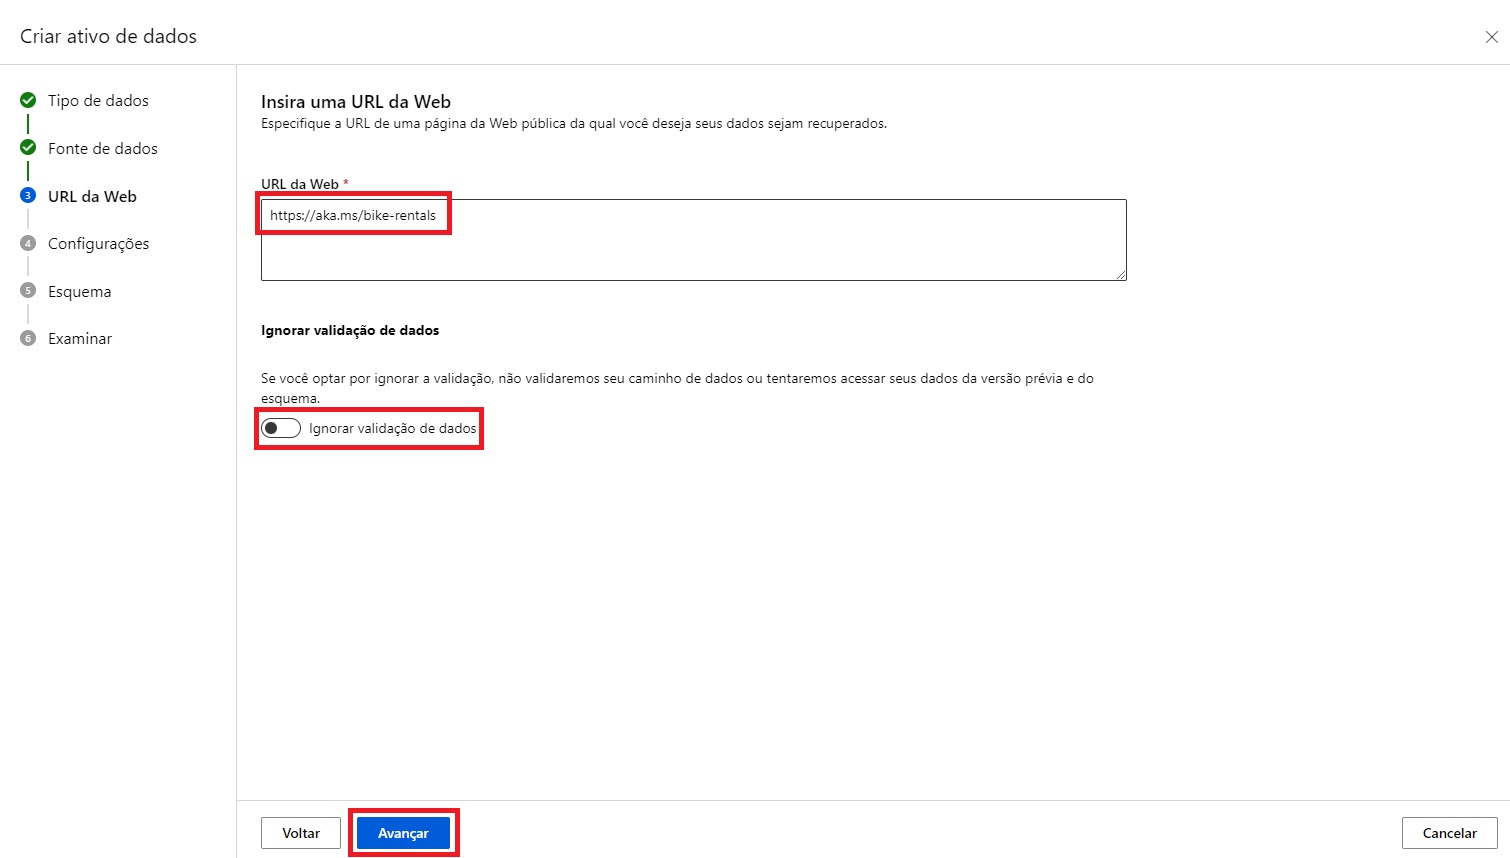 Criar ativo de dados
Tipo de dados
Fonte de dados
3 URL da Web
4 Configurações
5 Esquema
6 Examinar
Insira uma URL da Web
Especifique a URL de uma página da Web pública da qual você deseja seus dados sejam recuperados.
URL da Web *
https://aka.ms/bike-rentals
Ignorar validação de dados
Se você optar por ignorar a validação, não validaremos seu caminho de dados ou tentaremos acessar seus dados da versão prévia e do
esquema.
Ignorar validação de dados
Voltar
Avançar
Cancelar